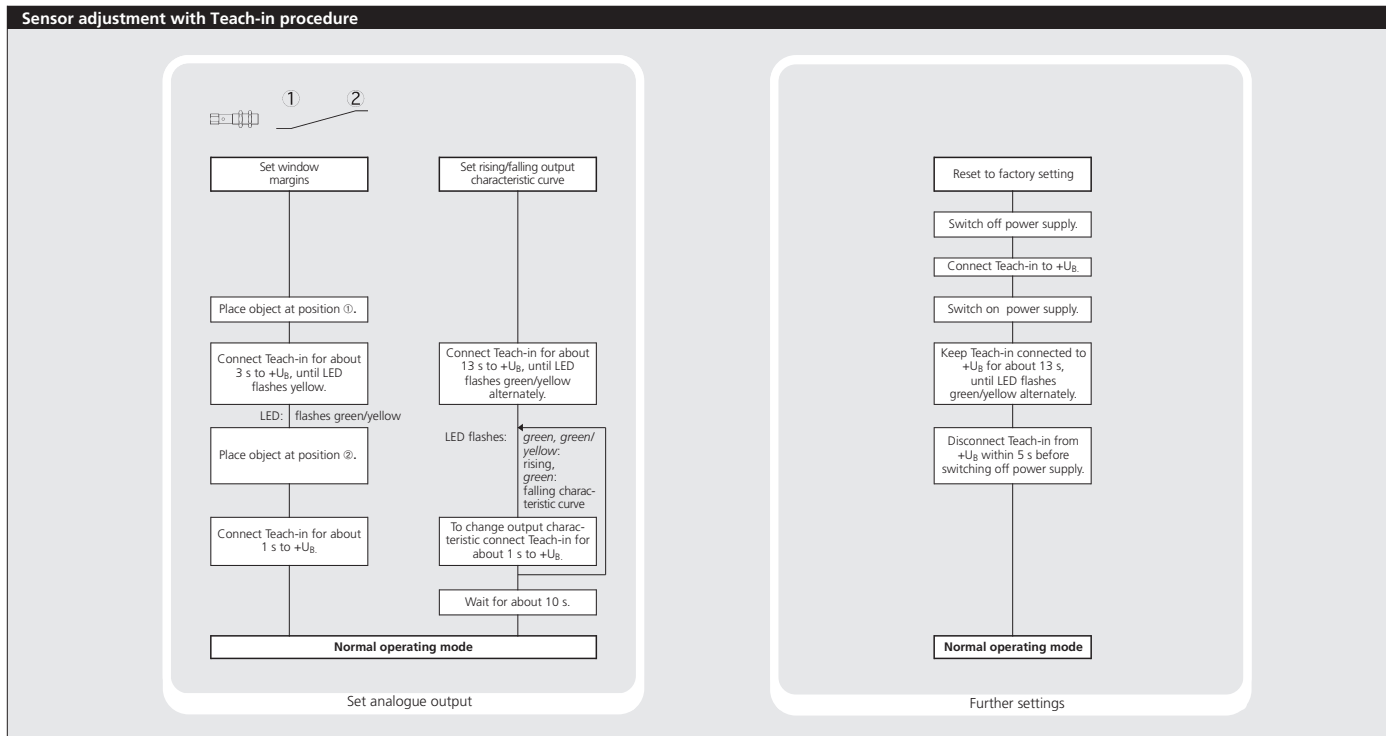 Sensor adjustment with Teach-in procedure
① ②
Set window
margins
Place object at position ①.
Connect Teach-in for about
3 s to +UB, until LED
flashes yellow.
LED: flashes green/yellow
Place object at position ②.
Connect Teach-in for about
1 s to +UB.
Set rising/falling output
characteristic curve
Connect Teach-in for about
13 s to +UB, until LED
flashes green/yellow
alternately.
LED flashes: green, green/
yellow:
rising,
green:
falling charac-
teristic curve
To change output charac-
teristic connect Teach-in for
about 1 s to +UB.
Wait for about 10 s.
Normal operating mode
Set analogue output
Reset to factory setting
Switch off power supply.
Connect Teach-in to +UB.
Switch on power supply.
Keep Teach-in connected to
+UB for about 13 s,
until LED flashes
green/yellow alternately.
Disconnect Teach-in from
+UB within 5 s before
switching off power supply.
Normal operating mode
Further settings